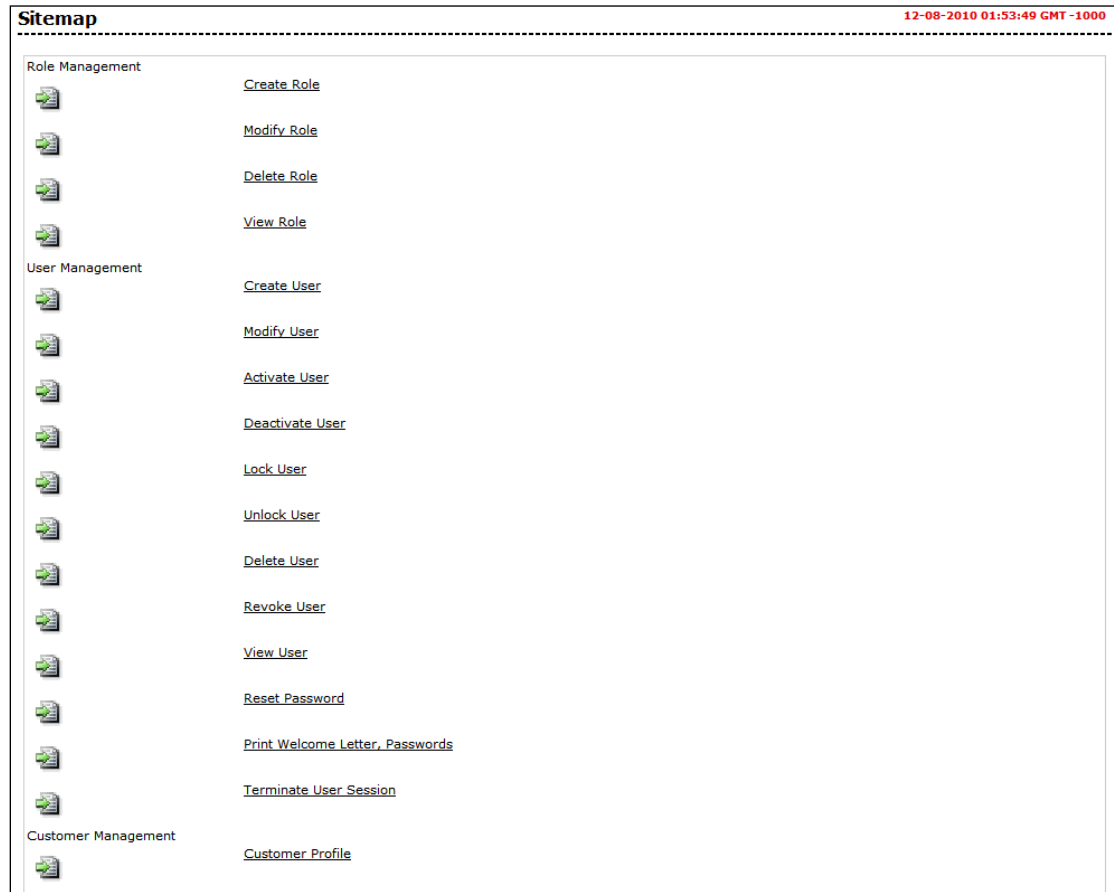 Sitemap
12-08-2010 01:53:49 GMT -1000
Role Management
Create Role
Modify Role
Delete Role
View Role
User Management
Create User
Modify User
Activate User
Deactivate User
Lock User
Unlock User
Delete User
Revoke User
View User
Reset Password
Print Welcome Letter, Passwords
Terminate User Session
Customer Management
Customer Profile